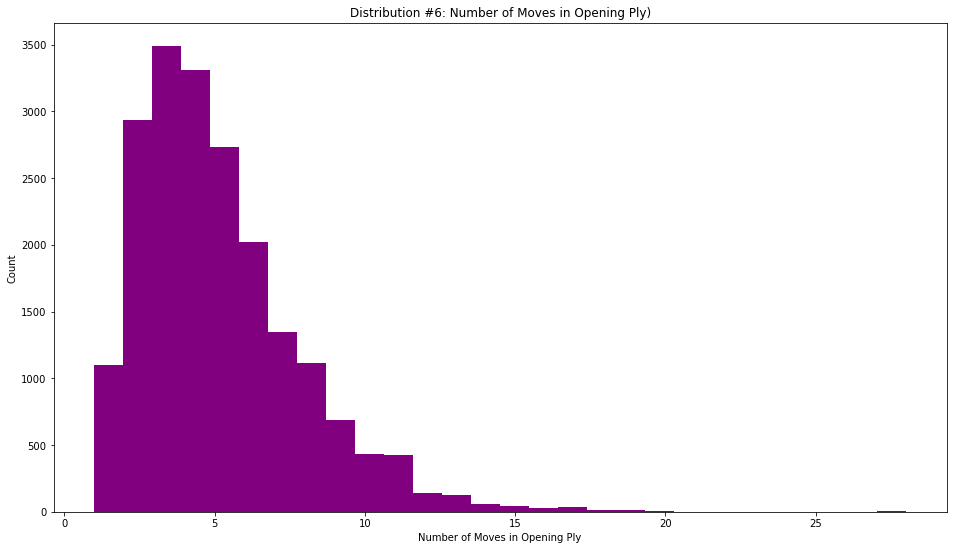 Distribution #6: Number of Moves in Opening Ply)
3500
3000
2500
2000
1500
1000
500
0
Count
0 5 10 15 20 25
Number of Moves in Opening Ply